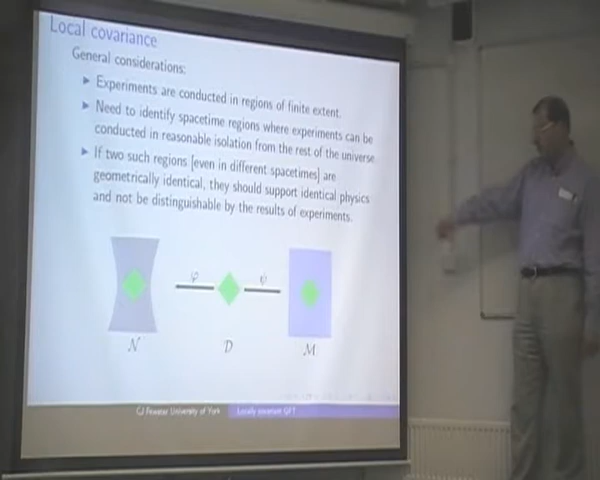 Local covariance
General considerations:
Experiments are conducted in regions of finite extent.
Need to identify spacetime regions where experiments can be
conducted in reasonable isolation from the rest of the universe
If two such regions [even in different spacetimes] are
geometrically identical, they should support identical physics
and not be distinguishable by the results of experiments.
φ ψ
N D M
CJ Fewster University of York Locally covariant QFT